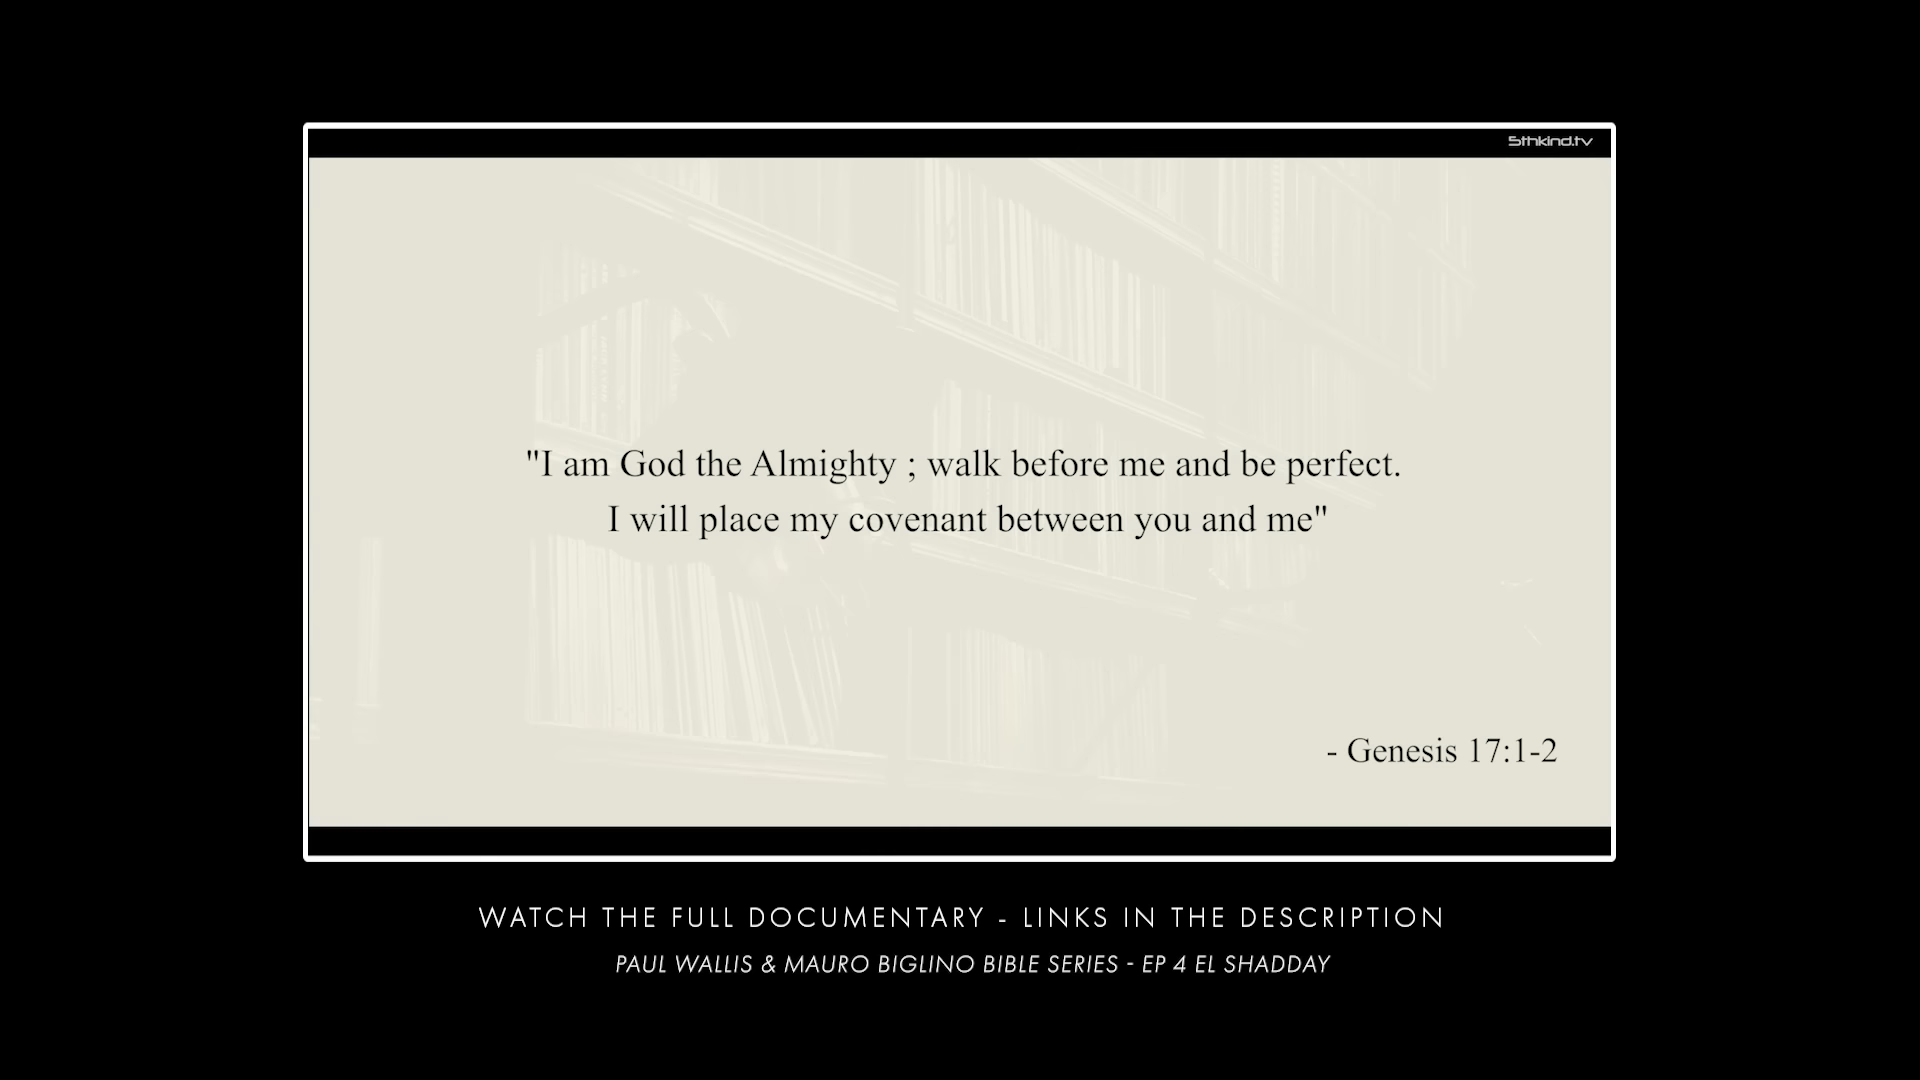 5thkind.tv
"I am God the Almighty ; walk before me and be perfect.
I will place my covenant between you and me"
- Genesis 17:1-2
WATCH THE FULL DOCUMENTARY - LINKS IN THE DESCRIPTION
PAUL WALLIS & MAURO BIGLINO BIBLE SERIES - EP 4 EL SHADDAY